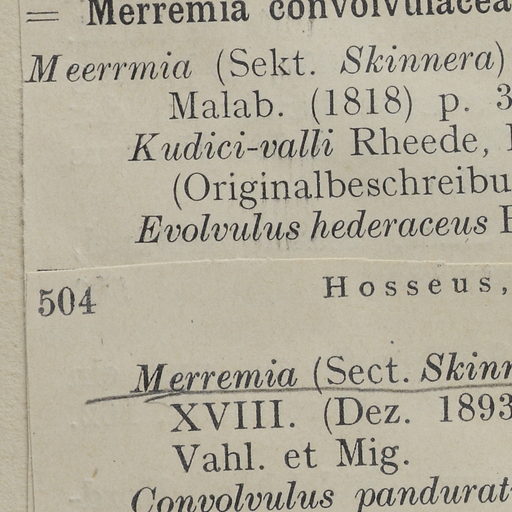 = Merremia convolvulacea
Meerrmia (Sekt. Skinnera)
Malab. (1818) p. 3
Kudici-valli Rheede,
(Originalbeschreibu
Evolvulus hederaceus
504 Hosseus,
Merremia (Sect. Skinn
XVIII. (Dez. 1893
Vahl. et Mig.
Convolvulus pandurat